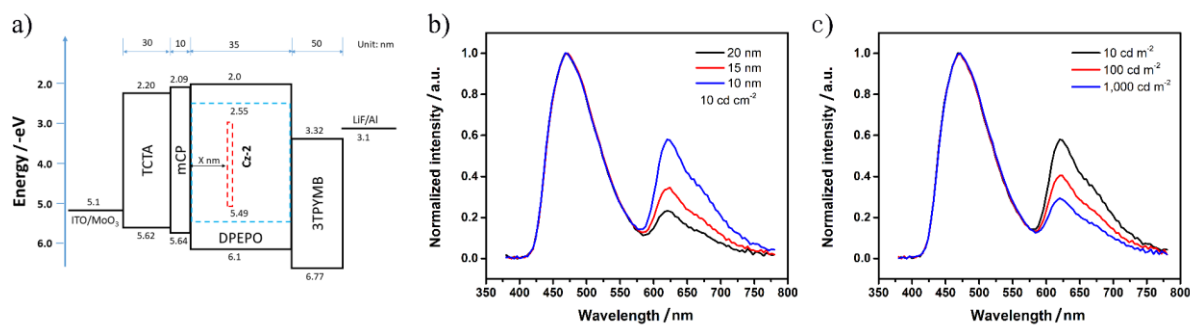 a)
30 10 35 50 Unit: nm
Energy / -eV
2.0
3.0
4.0
5.0
6.0
5.1
ITO/MoO3
2.20
TCTA
5.62
2.09
mCP
5.64
2.0
2.55
X nm
Cz-2
5.49
DPEPO
6.1
3.32
3TPYMB
6.77
LiF/Al
3.1
b)
Normalized intensity / a.u.
1.0
0.8
0.6
0.4
0.2
0.0
20 nm
15 nm
10 nm
10 cd cm-2
350 400 450 500 550 600 650 700 750 800
Wavelength / nm
c)
Normalized intensity / a.u.
1.0
0.8
0.6
0.4
0.2
0.0
10 cd m-2
100 cd m-2
1,000 cd m-2
350 400 450 500 550 600 650 700 750 800
Wavelength / nm